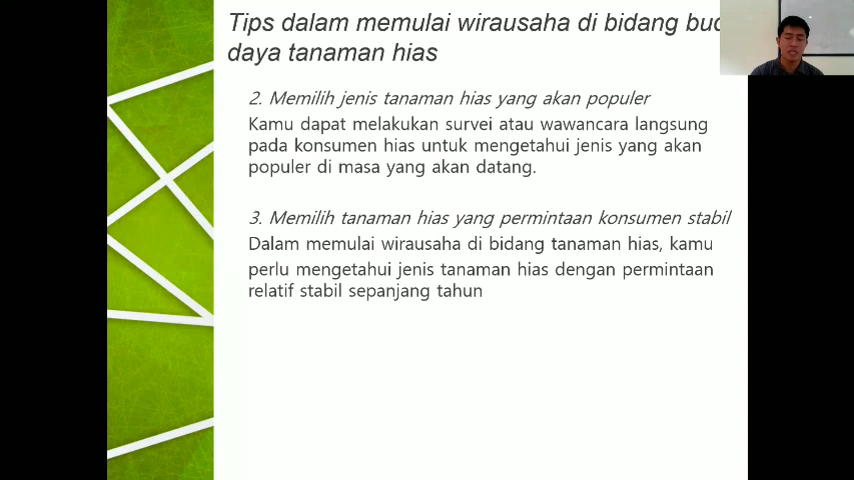 Tips dalam memulai wirausaha di bidang
daya tanaman hias
2. Memilih jenis tanaman hias yang akan populer
Kamu dapat melakukan survei atau wawancara langsung
pada konsumen hias untuk mengetahui jenis yang akan
populer di masa yang akan datang.
3. Memilih tanaman hias yang permintaan konsumen stabil
Dalam memulai wirausaha di bidang tanaman hias, kamu
perlu mengetahui jenis tanaman hias dengan permintaan
relatif stabil sepanjang tahun